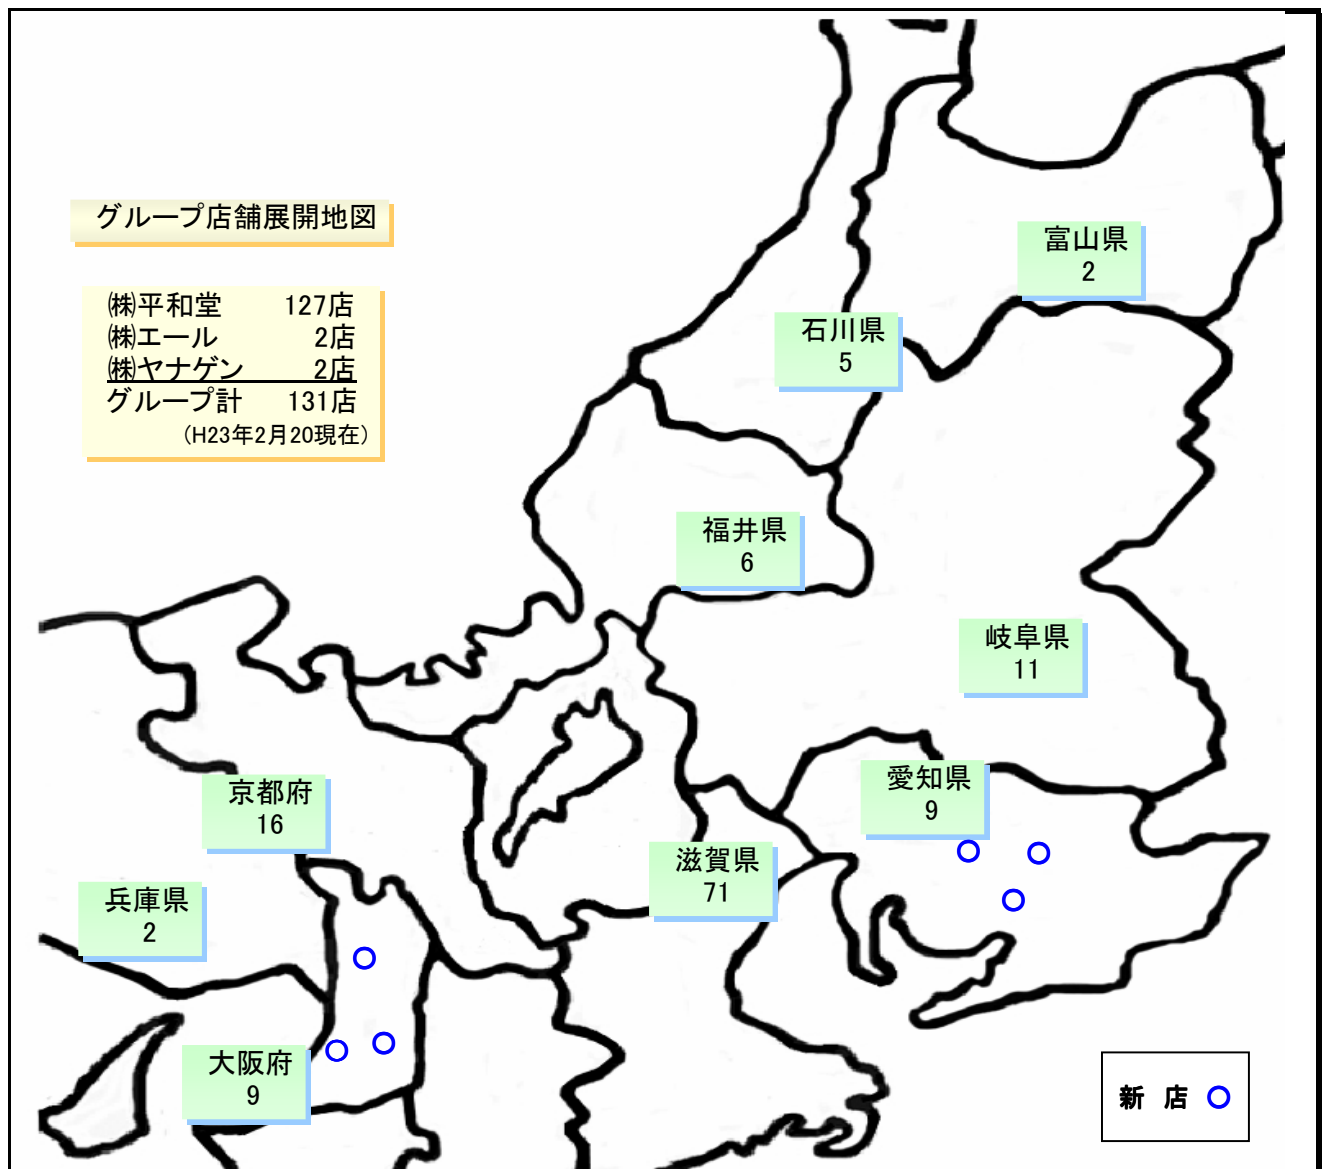 グループ店舗展開地図
㈱平和堂 127店
㈱エール 2店
㈱ヤナゲン 2店
グループ計 131店
(H23年2月20現在)
富山県
2
石川県
5
福井県
6
岐阜県
11
愛知県
9
京都府
16
滋賀県
71
兵庫県
2
大阪府
9
新 店